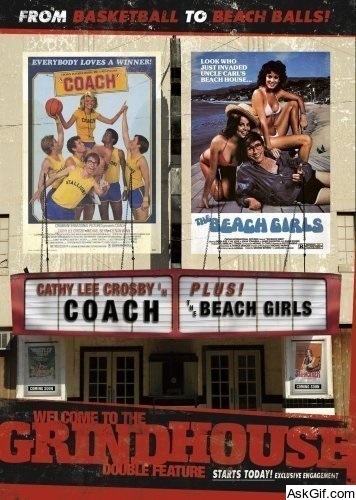 FROM BASKETBALL TO BEACH BALLS!
EVERYBODY LOVES A WINNER!
"COACH"
STALLIONS
LOOK WHO
JUST INVADED
UNCLE CARL'S
BEACH HOUSE...
THE BEACH GIRLS
CATHY LEE CROSBY IN
COACH
PLUS!
THE BEACH GIRLS
COMING SOON
COMING SOON
WELCOME TO THE
GRINDHOUSE
DOUBLE FEATURE
STARTS TODAY! EXCLUSIVE ENGAGEMENT
AskGif.com